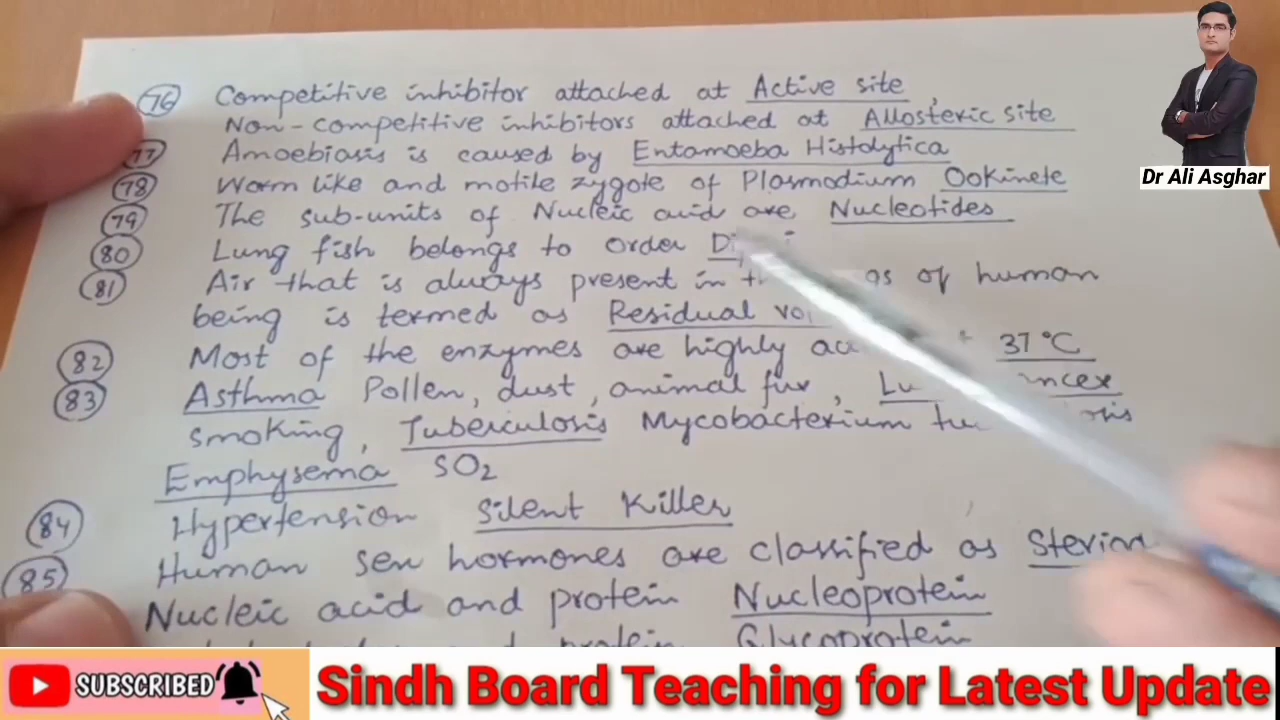 76 Competitive inhibitor attached at Active site,
Non-competitive inhibitors attached at Allosteric site
77 Amoebiasis is caused by Entamoeba Histolytica
78 Worm like and motile zygote of Plasmodium Ookinete
79 The sub-units of Nucleic acid are Nucleotides
80 Lung fish belongs to order
81 Air that is always present in of human
being is termed as Residual
82 Most of the enzymes are highly 37°C
83 Asthma Pollen, dust, animal fur,
smoking, Tuberculosis Mycobacterium
Emphysema SO2
84 Hypertension Silent Killer
85 Human sex hormones are classified as
Nucleic acid and protein Nucleoprotein
protein Glycoprotein
Dr Ali Asghar
SUBSCRIBED
Sindh Board Teaching for Latest Update